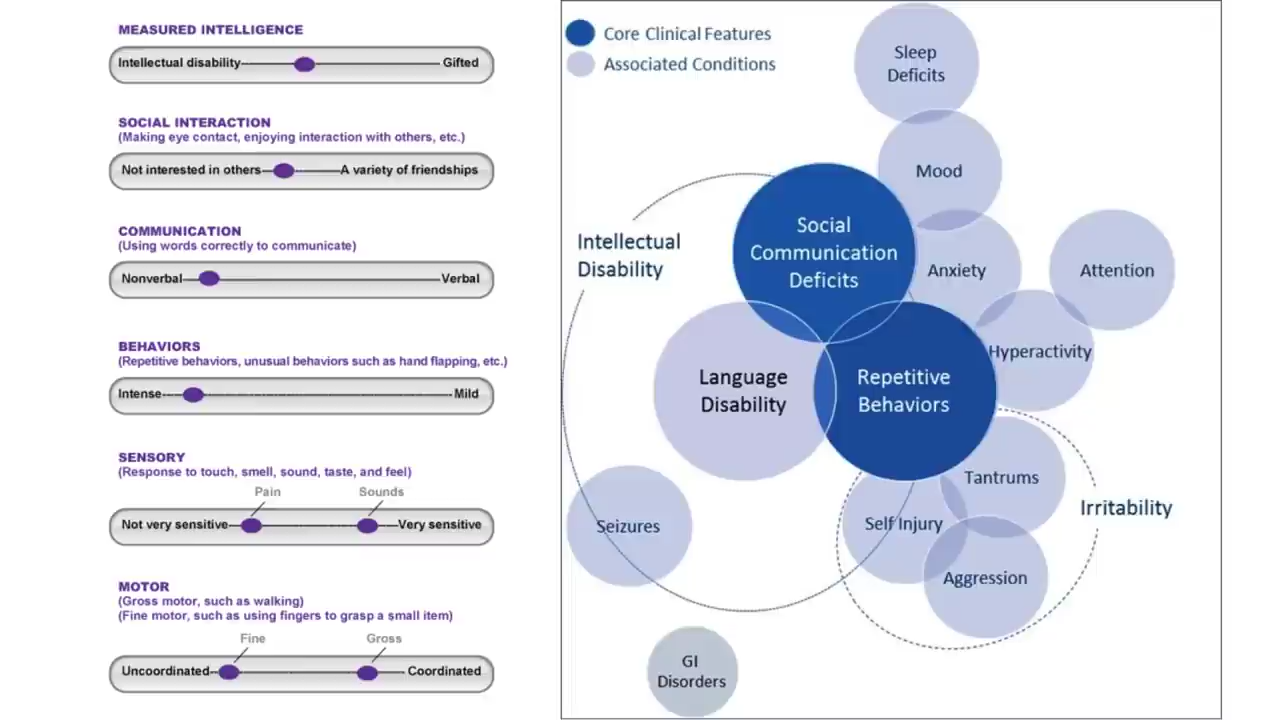 MEASURED INTELLIGENCE
Intellectual disability
Gifted
SOCIAL INTERACTION
(Making eye contact, enjoying interaction with others, etc.)
Not interested in others
A variety of friendships
COMMUNICATION
(Using words correctly to communicate)
Nonverbal
Verbal
BEHAVIORS
(Repetitive behaviors, unusual behaviors such as hand flapping, etc.)
Intense
Mild
SENSORY
(Response to touch, smell, sound, taste, and feel)
Pain
Sounds
Not very sensitive
Very sensitive
MOTOR
(Gross motor, such as walking)
(Fine motor, such as using fingers to grasp a small item)
Fine
Gross
Uncoordinated
Coordinated
Core Clinical Features
Associated Conditions
Sleep
Deficits
Mood
Social
Communication
Deficits
Intellectual
Disability
Anxiety
Attention
Hyperactivity
Language
Disability
Repetitive
Behaviors
Tantrums
Irritability
Self Injury
Seizures
Aggression
GI
Disorders